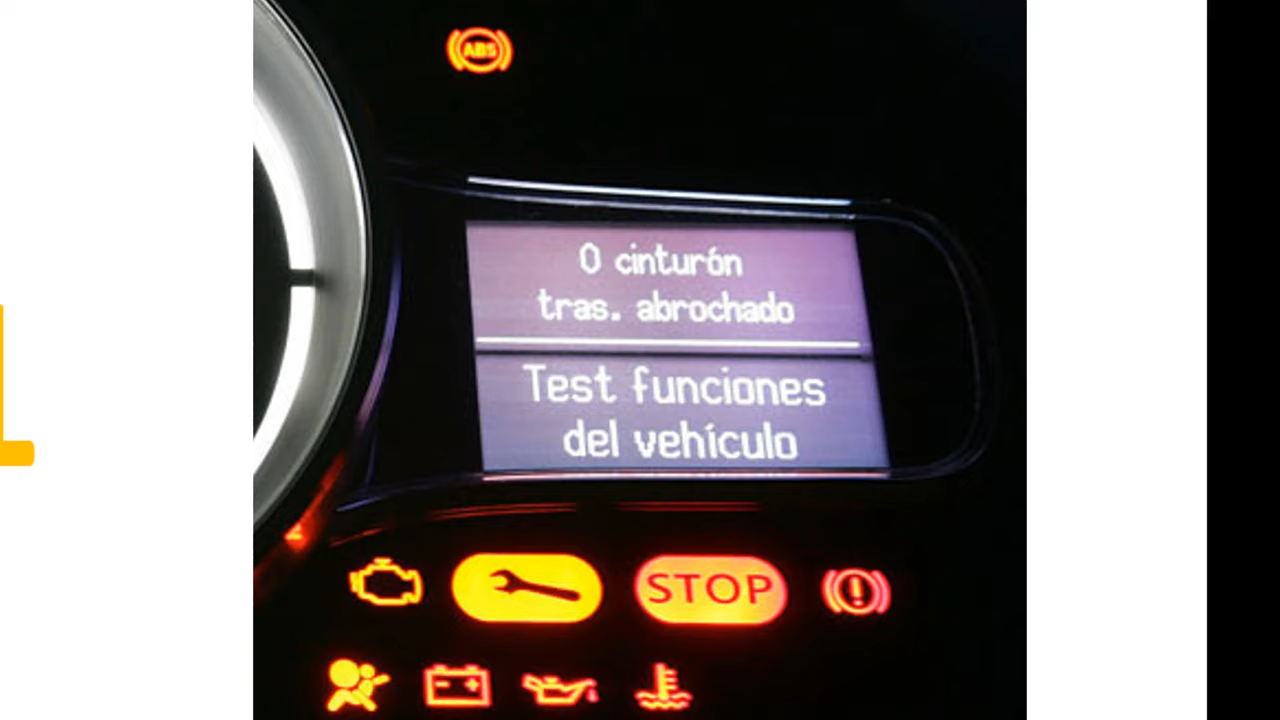 ABS
0 cinturón
tras. abrochado
Test funciones
del vehículo
STOP